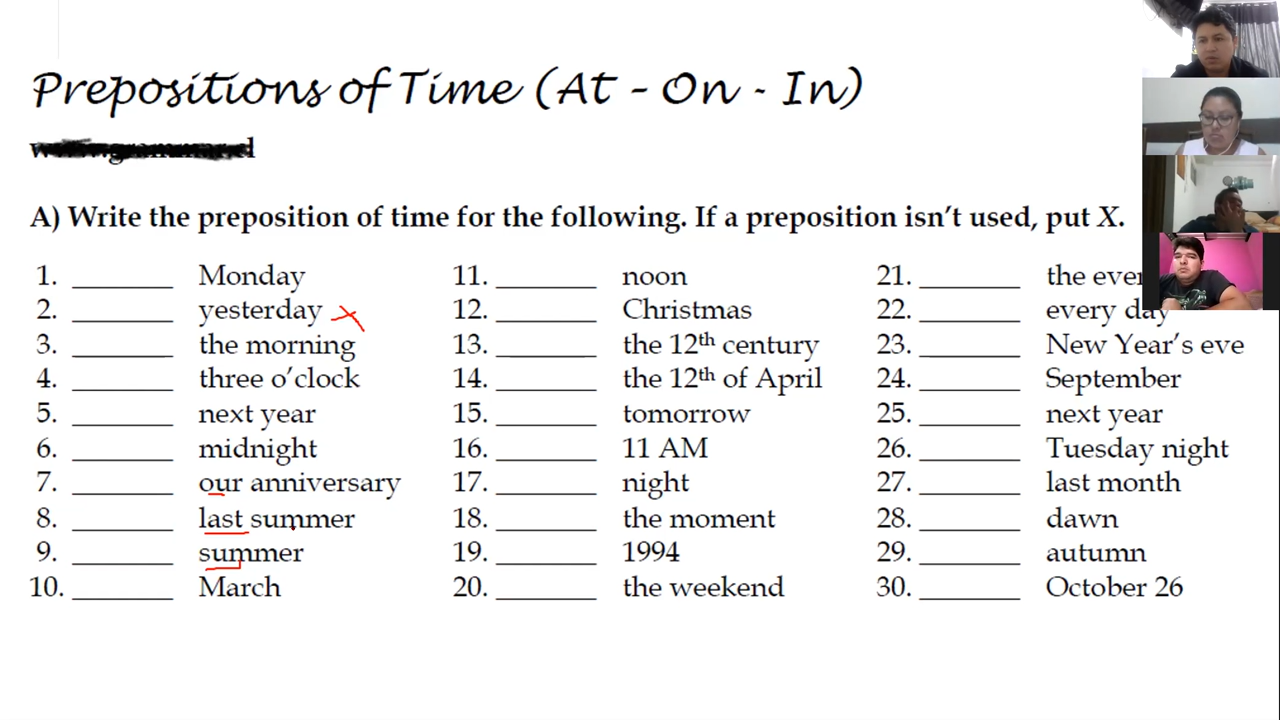 Prepositions of Time (At – On - In)
A) Write the preposition of time for the following. If a preposition isn't used, put X.
1. ________ Monday
2. ________ yesterday X
3. ________ the morning
4. ________ three o'clock
5. ________ next year
6. ________ midnight
7. ________ our anniversary
8. ________ last summer
9. ________ summer
10. ________ March
11. ________ noon
12. ________ Christmas
13. ________ the 12th century
14. ________ the 12th of April
15. ________ tomorrow
16. ________ 11 AM
17. ________ night
18. ________ the moment
19. ________ 1994
20. ________ the weekend
21. ________ the
22. ________ every day
23. ________ New Year's eve
24. ________ September
25. ________ next year
26. ________ Tuesday night
27. ________ last month
28. ________ dawn
29. ________ autumn
30. ________ October 26